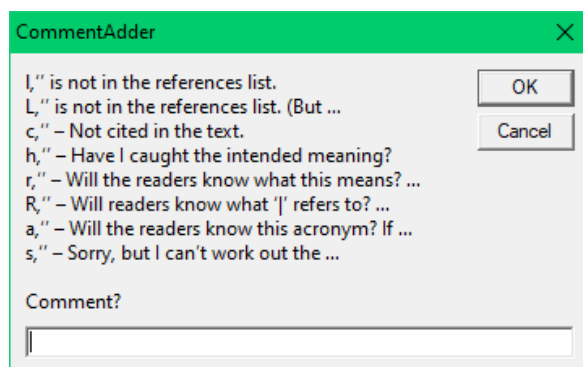 CommentAdder
l,’’ is not in the references list.
L,’’ is not in the references list. (But ...
c,’’ – Not cited in the text.
h,’’ – Have I caught the intended meaning?
r,’’ – Will the readers know what this means? ...
R,’’ – Will readers know what ‘|’ refers to? ...
a,’’ – Will the readers know this acronym? If ...
s,’’ – Sorry, but I can’t work out the ...
OK
Cancel
Comment?